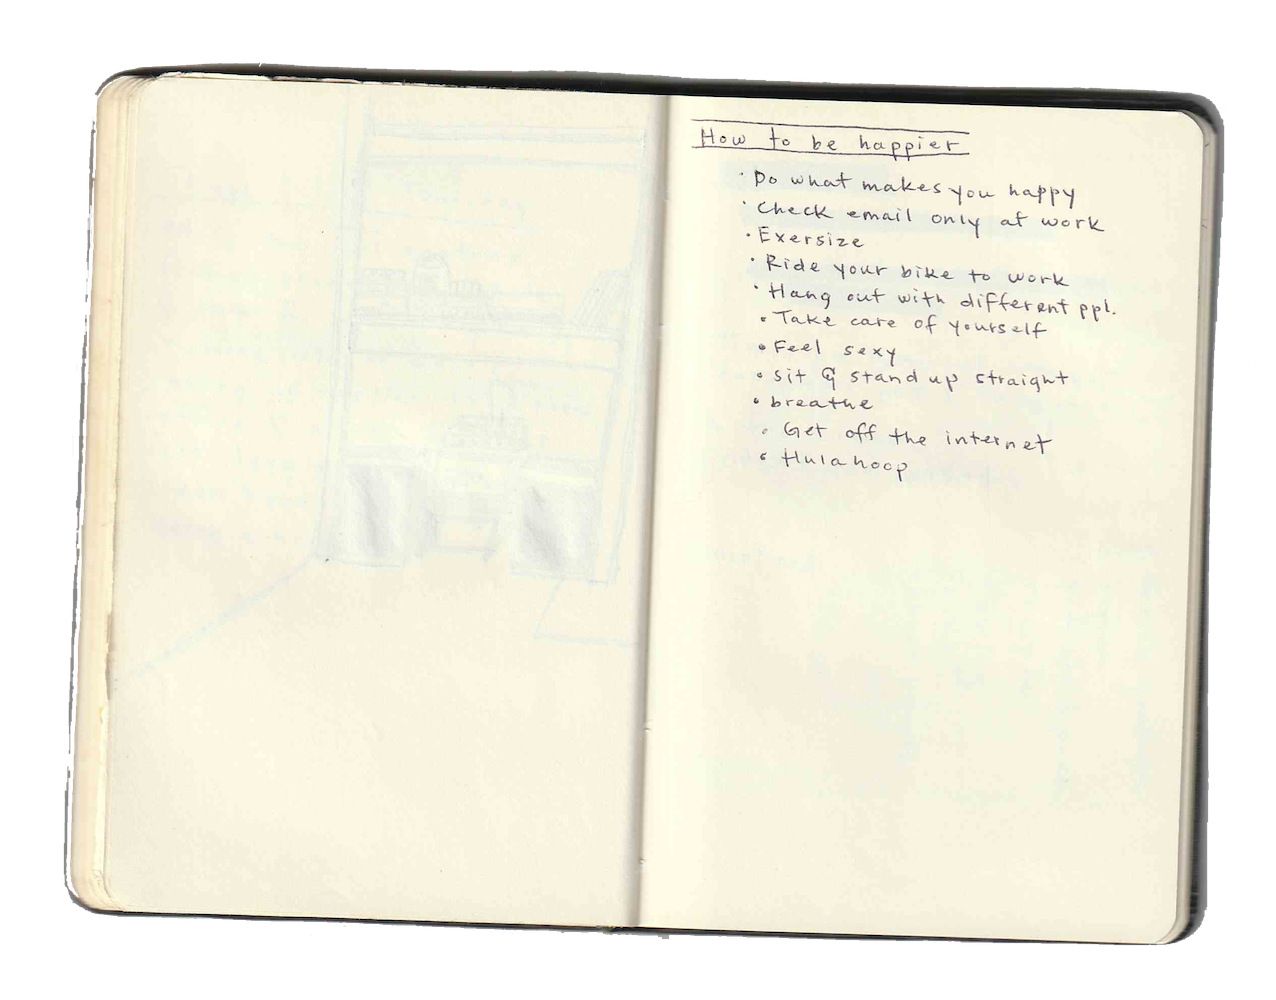 How to be happier
· Do what makes you happy
· Check email only at work
· Exersize
· Ride your bike to work
· Hang out with different ppl.
• Take care of yourself
• Feel sexy
• sit & stand up straight
• breathe
• Get off the internet
• Hulahoop